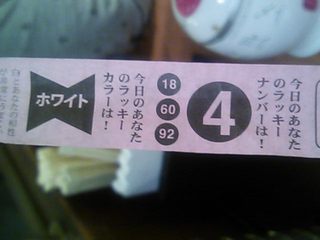 今日のあなた
のラッキー
ナンバーは！
4
18
60
92
今日のあなた
のラッキー
カラーは！
ホワイト